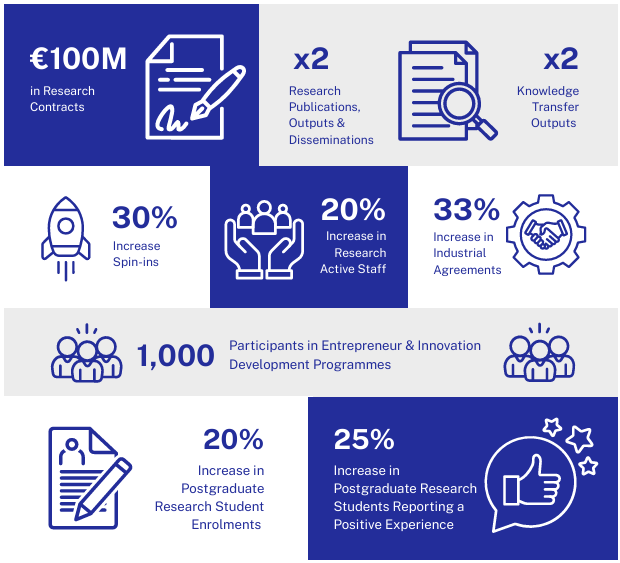 €100M
in Research
Contracts
x2
Research
Publications,
Outputs &
Disseminations
x2
Knowledge
Transfer
Outputs
30%
Increase
Spin-ins
20%
Increase in
Research
Active Staff
33%
Increase in
Industrial
Agreements
1,000
Participants in Entrepreneur & Innovation
Development Programmes
20%
Increase in
Postgraduate
Research Student
Enrolments
25%
Increase in
Postgraduate Research
Students Reporting a
Positive Experience